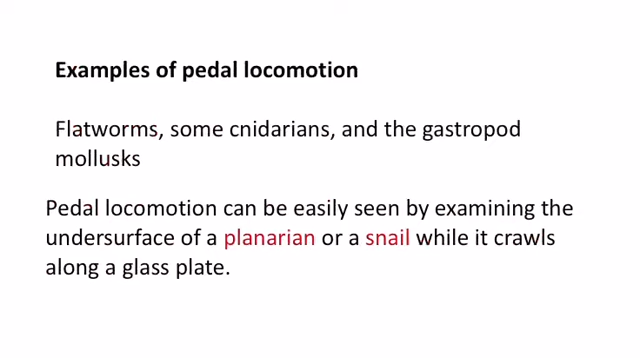 Examples of pedal locomotion
Flatworms, some cnidarians, and the gastropod
mollusks
Pedal locomotion can be easily seen by examining the
undersurface of a planarian or a snail while it crawls
along a glass plate.